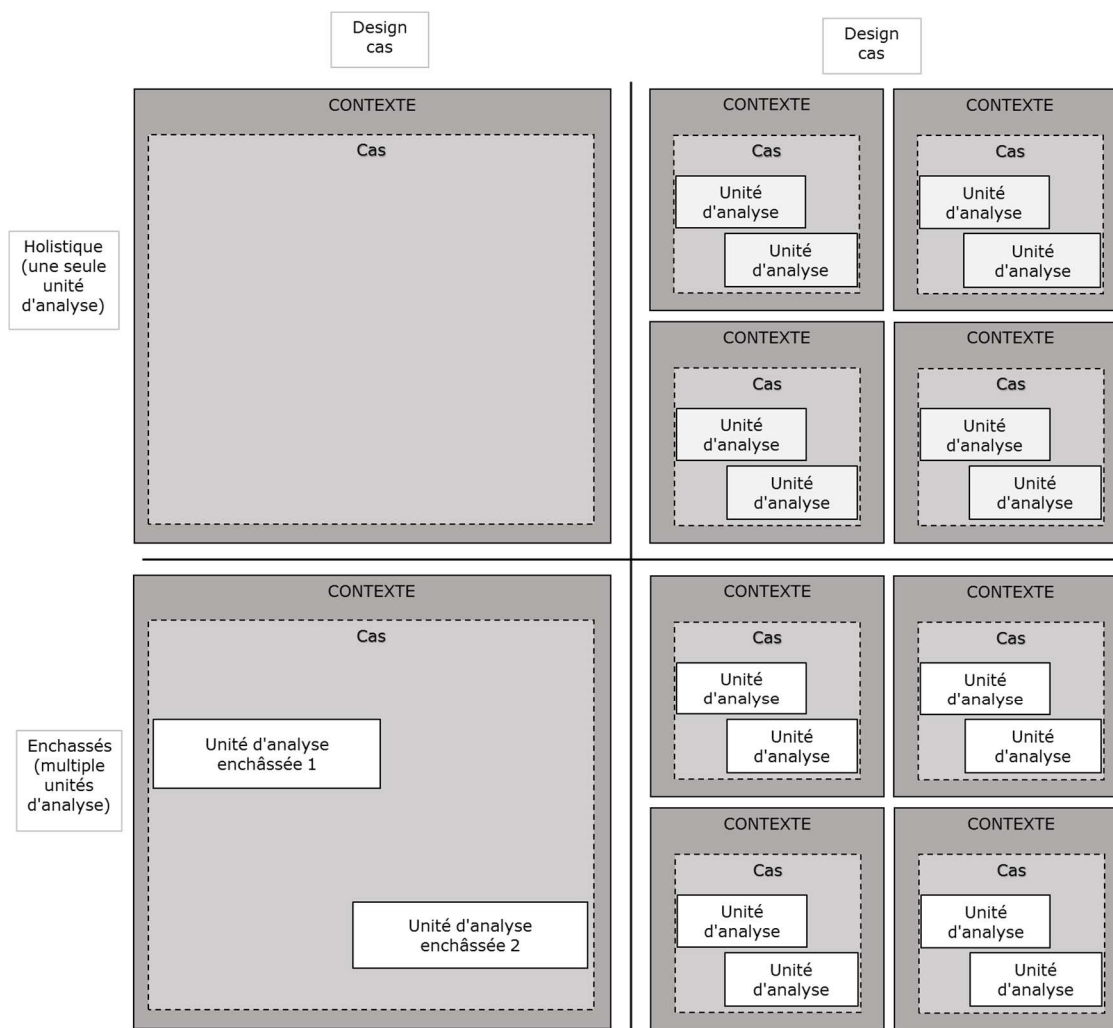 Design
cas
Design
cas
Holistique
(une seule
unité
d'analyse)
CONTEXTE
Cas
CONTEXTE
Cas
Unité
d'analyse
Unité
d'analyse
CONTEXTE
Cas
Unité
d'analyse
Unité
d'analyse
CONTEXTE
Cas
Unité
d'analyse
Unité
d'analyse
CONTEXTE
Cas
Unité
d'analyse
Unité
d'analyse
Enchassés
(multiple
unités
d'analyse)
CONTEXTE
Cas
Unité d'analyse
enchâssée 1
Unité d'analyse
enchâssée 2
CONTEXTE
Cas
Unité
d'analyse
Unité
d'analyse
CONTEXTE
Cas
Unité
d'analyse
Unité
d'analyse
CONTEXTE
Cas
Unité
d'analyse
Unité
d'analyse
CONTEXTE
Cas
Unité
d'analyse
Unité
d'analyse